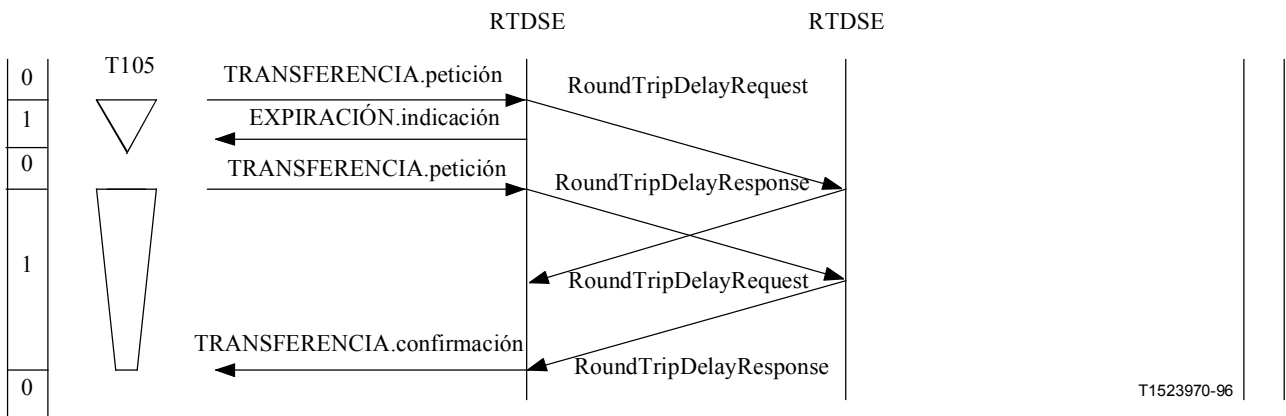 RTDSE RTDSE
T105
0
TRANSFERENCIA.petición
RoundTripDelayRequest
1
EXPIRACIÓN.indicación
0
TRANSFERENCIA.petición
RoundTripDelayResponse
1
RoundTripDelayRequest
TRANSFERENCIA.confirmación
RoundTripDelayResponse
0
T1523970-96